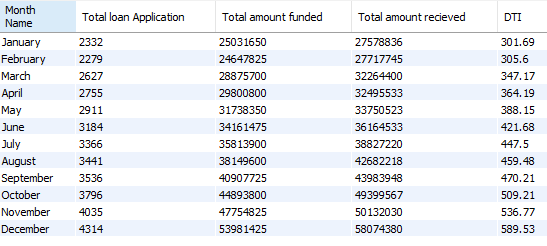 Month Name Total loan Application Total amount funded Total amount recieved DTI
January 2332 25031650 27578836 301.69
February 2279 24647825 27717745 305.6
March 2627 28875700 32264400 347.17
April 2755 29800800 32495533 364.19
May 2911 31738350 33750523 388.15
June 3184 34161475 36164533 421.68
July 3366 35813900 38827220 447.5
August 3441 38149600 42682218 459.48
September 3536 40907725 43983948 470.21
October 3796 44893800 49399567 509.21
November 4035 47754825 50132030 536.77
December 4314 53981425 58074380 589.53